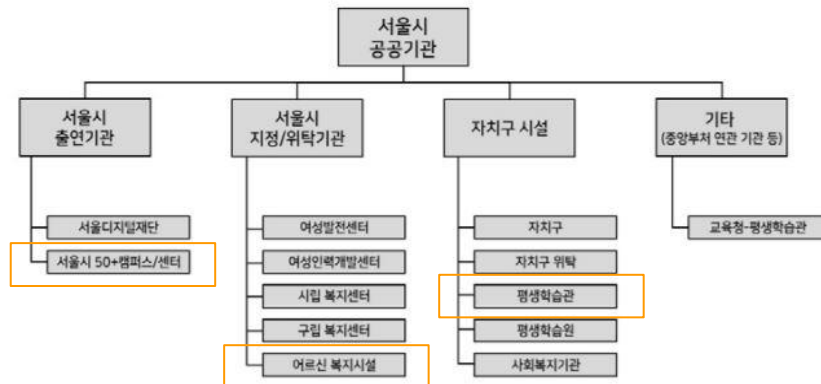 서울시
공공기관
서울시
출연기관
서울시
지정/위탁기관
자치구 시설
기타
(중앙부처 연관 기관 등)
서울디지털재단
서울시 50+캠퍼스/센터
여성발전센터
여성인력개발센터
시립 복지센터
구립 복지센터
어르신 복지시설
자치구
자치구 위탁
평생학습관
평생학습원
사회복지기관
교육청-평생학습관